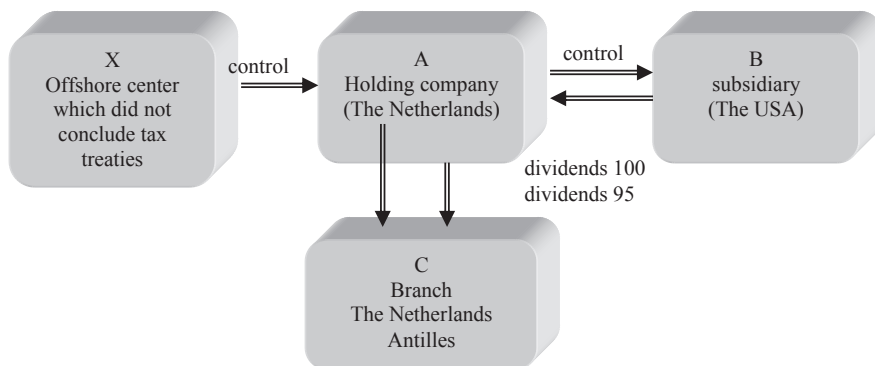 X
Offshore center
which did not
conclude tax
treaties
control
A
Holding company
(The Netherlands)
control
B
subsidiary
(The USA)
dividends 100
dividends 95
C
Branch
The Netherlands
Antilles